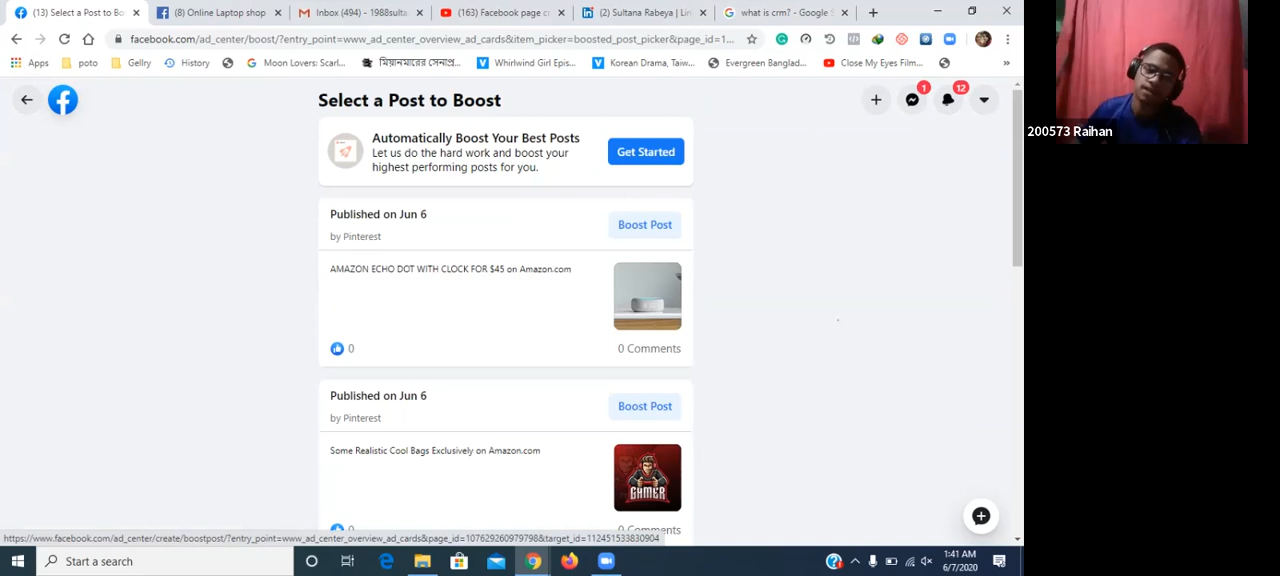 (13) Select a Post to Bo
(8) Online Laptop shop
Inbox (494) - 1988sulta
(163) Facebook page cr
(2) Sultana Rabeya | Lin
what is crm? - Google S
facebook.com/ad_center/boost/?entry_point=www_ad_center_overview_ad_cards&item_picker=boosted_post_picker&page_id=1...
Apps
poto
Gellry
History
Moon Lovers: Scarl...
মিয়ানমারের সেনাপ্র...
Whirlwind Girl Epis...
Korean Drama, Taiw...
Evergreen Banglad...
Close My Eyes Film...
»
Select a Post to Boost
1
12
Automatically Boost Your Best Posts
Let us do the hard work and boost your
highest performing posts for you.
Get Started
Published on Jun 6
by Pinterest
Boost Post
AMAZON ECHO DOT WITH CLOCK FOR $45 on Amazon.com
0
0 Comments
Published on Jun 6
by Pinterest
Boost Post
Some Realistic Cool Bags Exclusively on Amazon.com
GAMER
0
0 Comments
https://www.facebook.com/ad_center/create/boostpost/?entry_point=www_ad_center_overview_ad_cards&page_id=107629260979798&target_id=112451533830904
Start a search
1:41 AM
6/7/2020
200573 Raihan